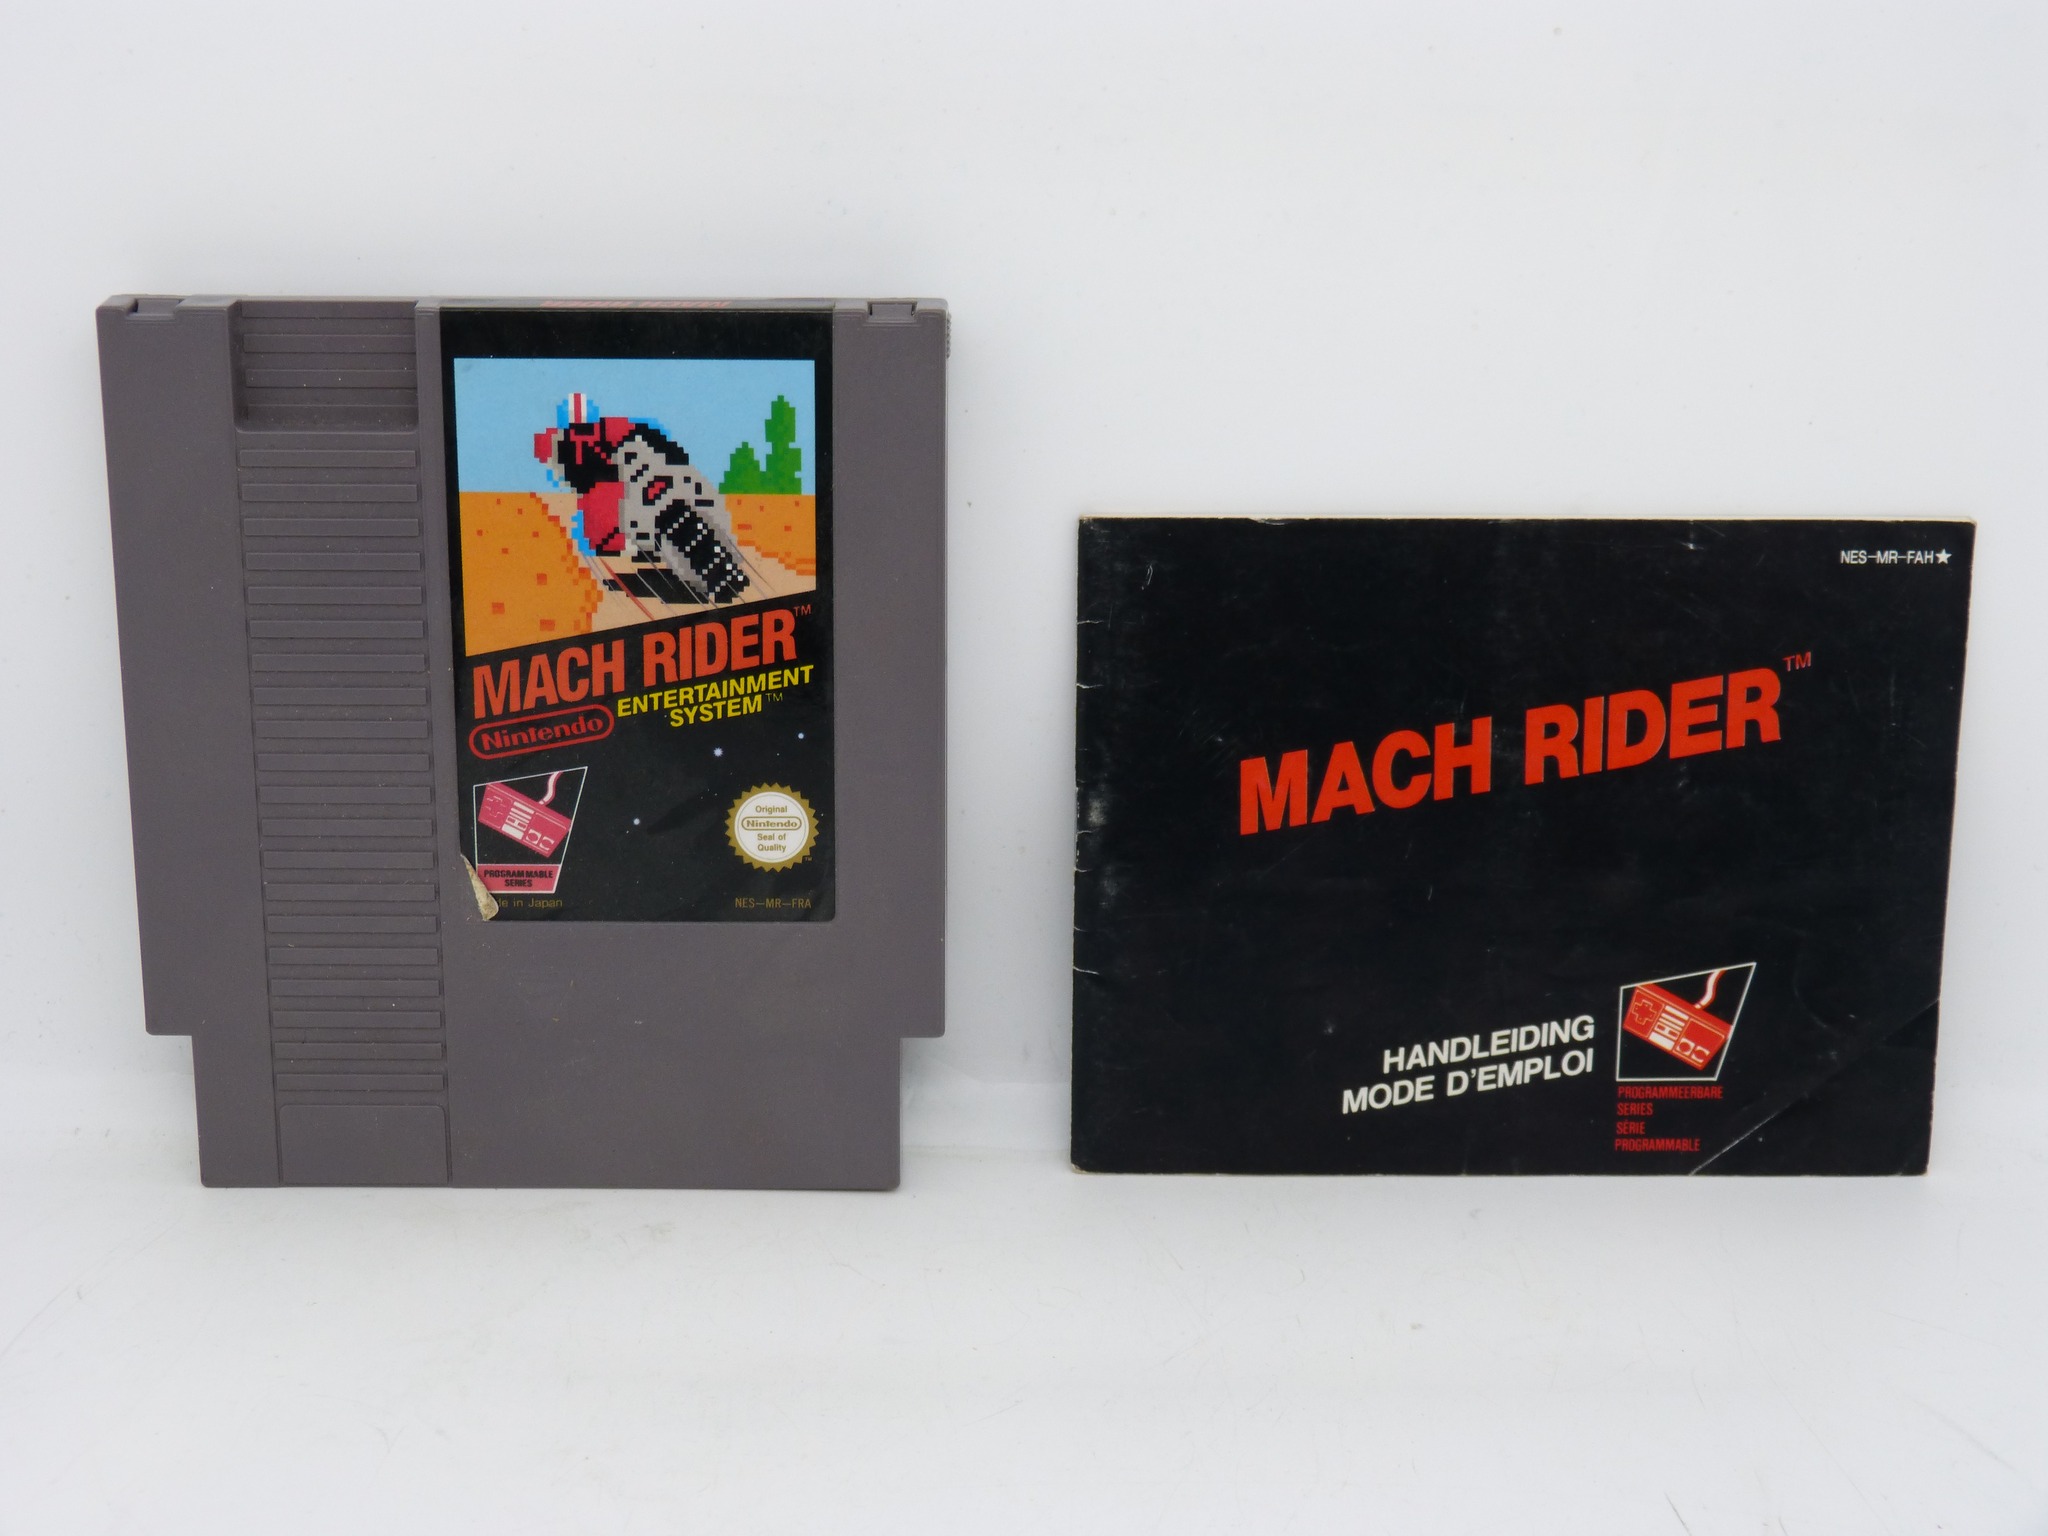 MACH RIDER™
Nintendo
ENTERTAINMENT
SYSTEM™
PROGRAMMABLE
SERIES
Original
Nintendo
Seal of
Quality
™
in Japan
NES-MR-FRA
NES-MR-FAH★
MACH RIDER™
HANDLEIDING
MODE D'EMPLOI
PROGRAMMEERBARE
SERIES
SÉRIE
PROGRAMMABLE